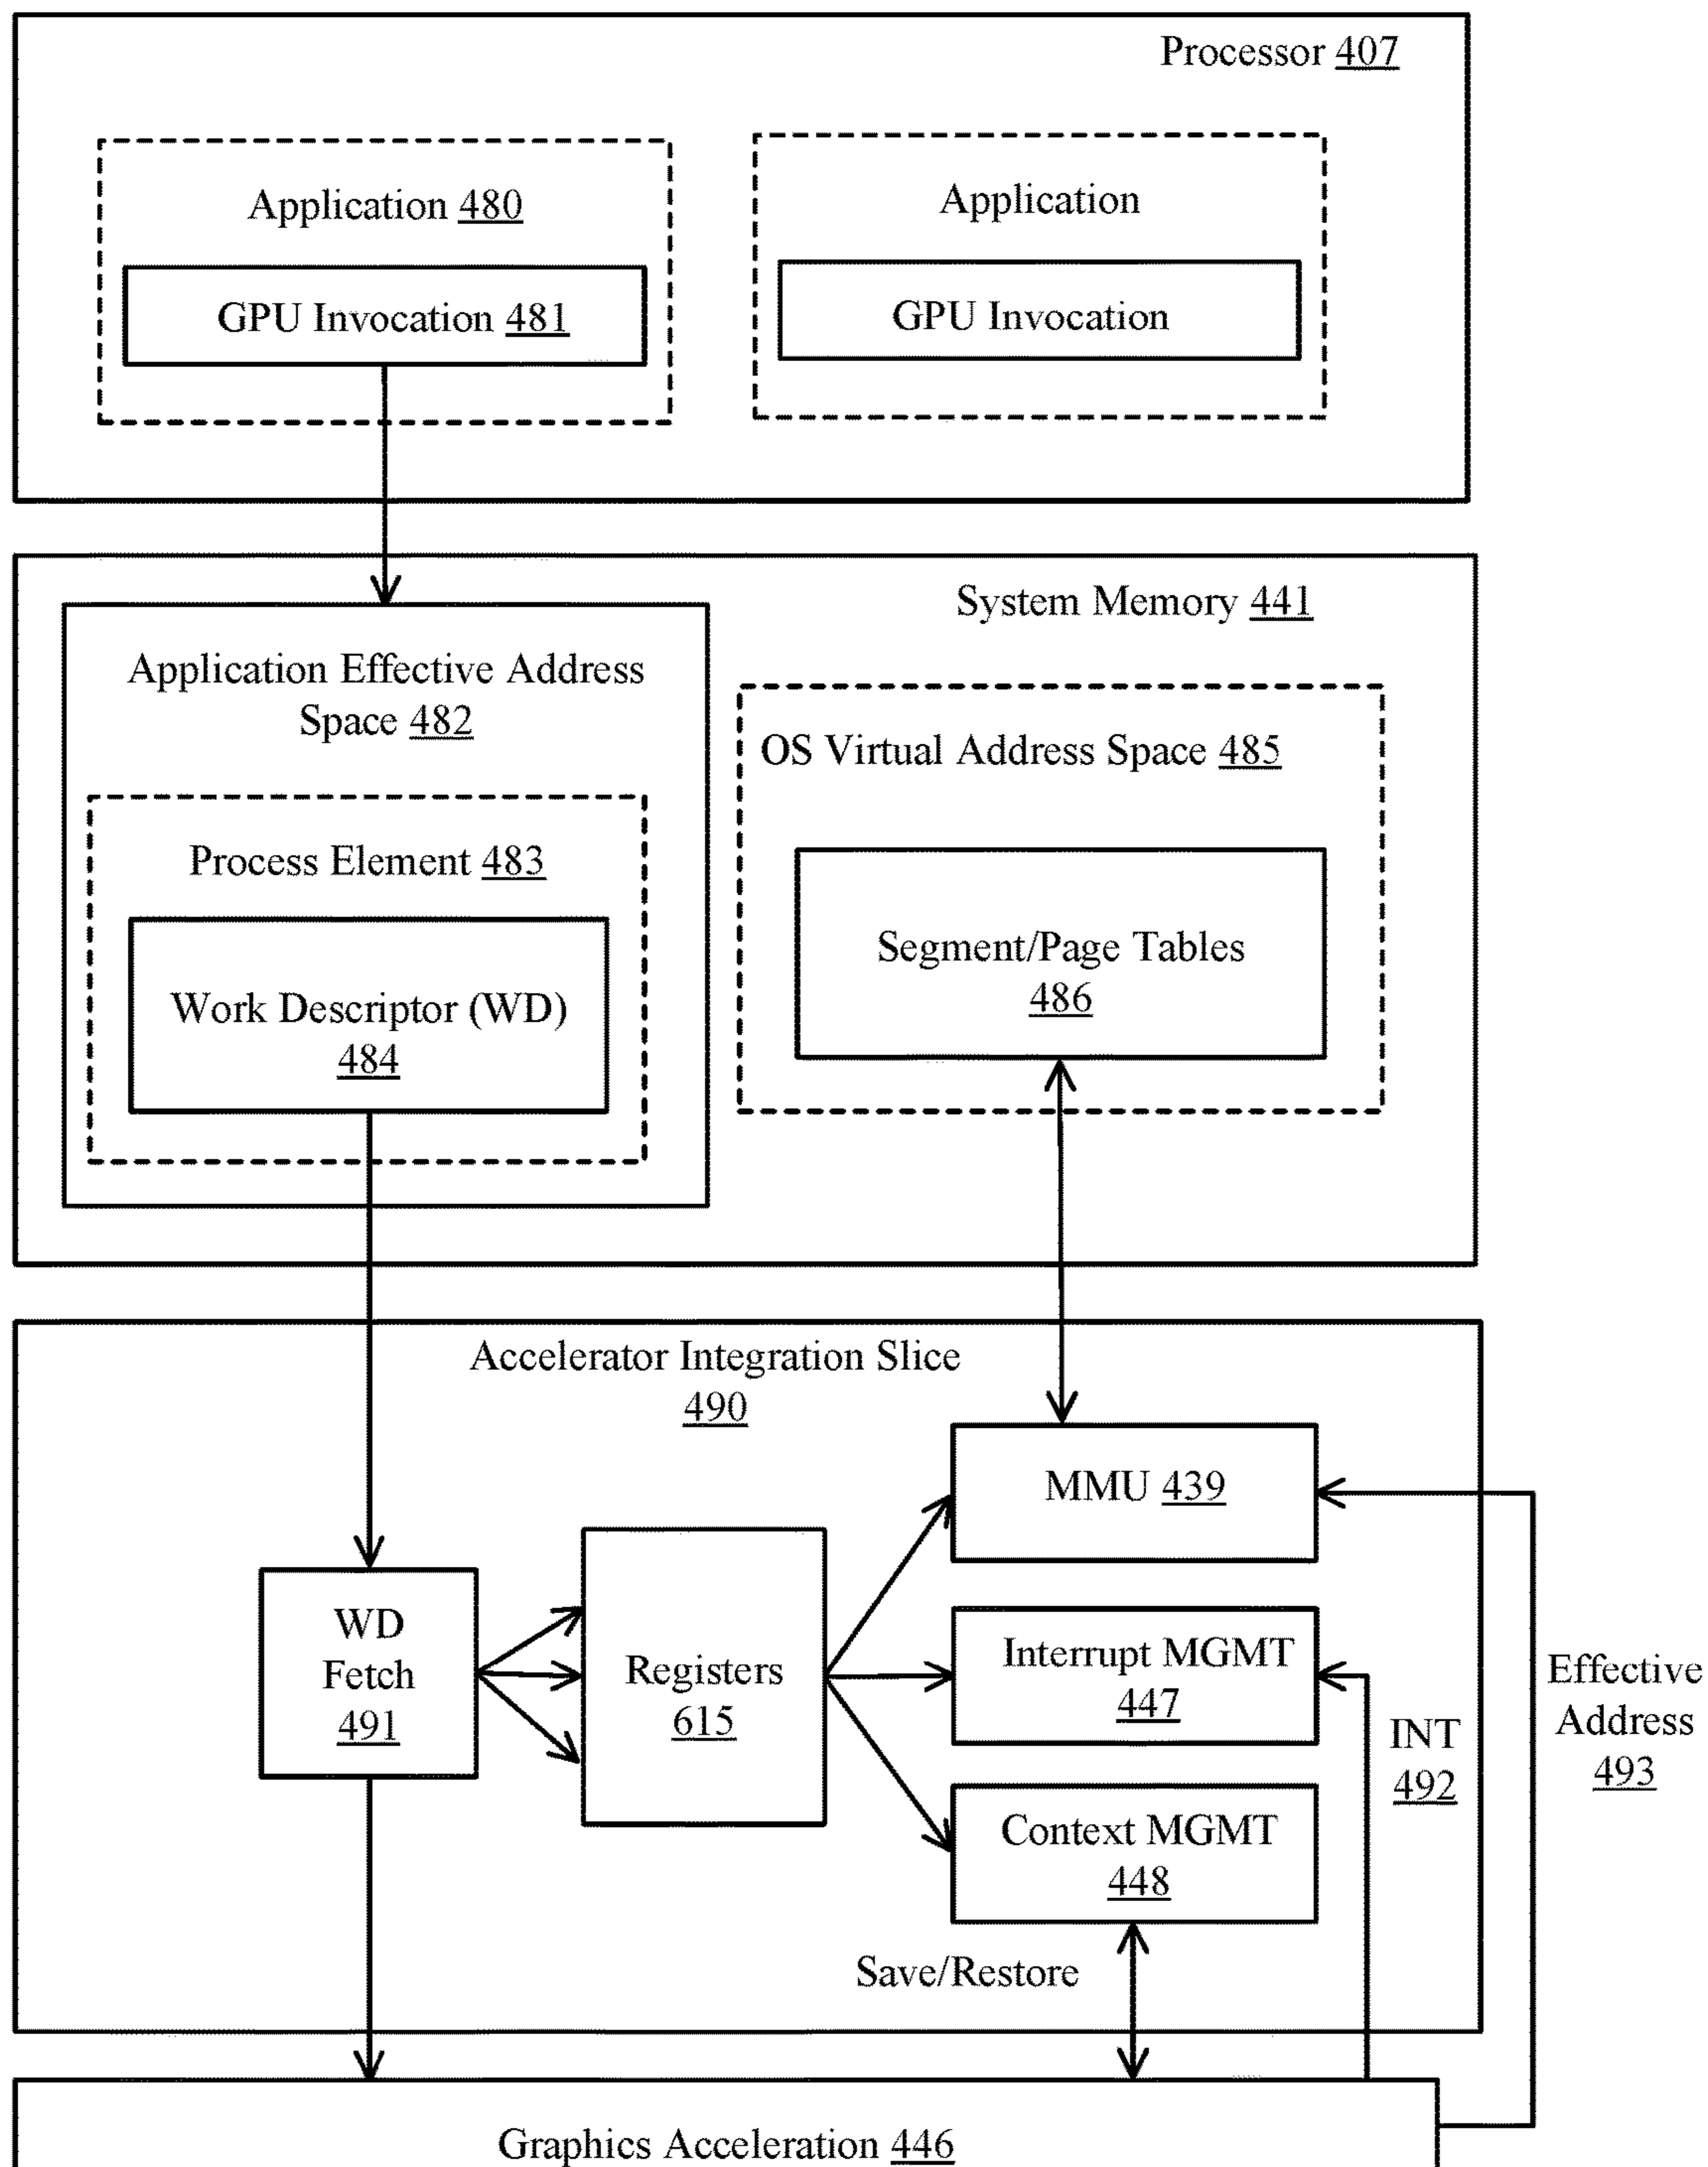 Processor 407
Application 480
GPU Invocation 481
Application
GPU Invocation
System Memory 441
Application Effective Address
Space 482
Process Element 483
Work Descriptor (WD)
484
OS Virtual Address Space 485
Segment/Page Tables
486
Accelerator Integration Slice
490
WD
Fetch
491
Registers
615
MMU 439
Interrupt MGMT
447
Context MGMT
448
Save/Restore
INT
492
Effective
Address
493
Graphics Acceleration 446